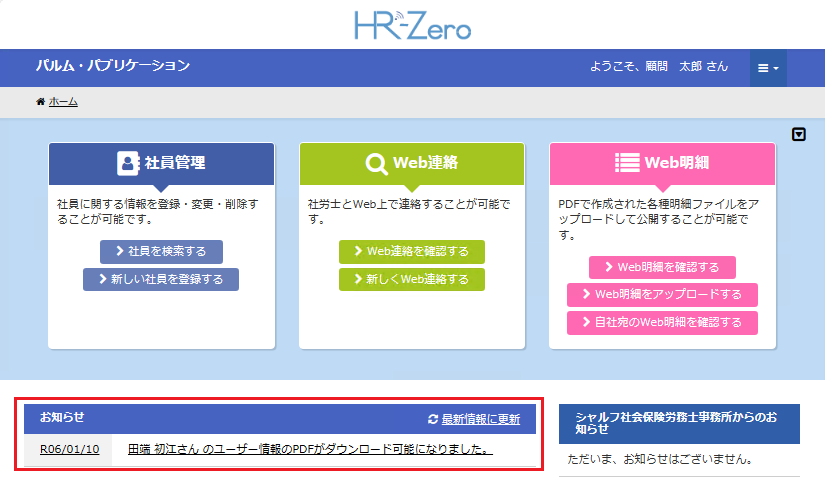 HR-Zero
パルム・パブリケーション
ようこそ、顧問 太郎 さん
ホーム
社員管理
社員に関する情報を登録・変更・削除す
ることが可能です。
社員を検索する
新しい社員を登録する
Web連絡
社労士とWeb上で連絡することが可能で
す。
Web連絡を確認する
新しくWeb連絡する
Web明細
PDFで作成された各種明細ファイルをア
ップロードして公開することが可能で
す。
Web明細を確認する
Web明細をアップロードする
自社宛のWeb明細を確認する
お知らせ
最新情報に更新
R06/01/10 田端 初江さん のユーザー情報のPDFがダウンロード可能になりました。
シャルフ社会保険労務士事務所からのお
知らせ
ただいま、お知らせはございません。